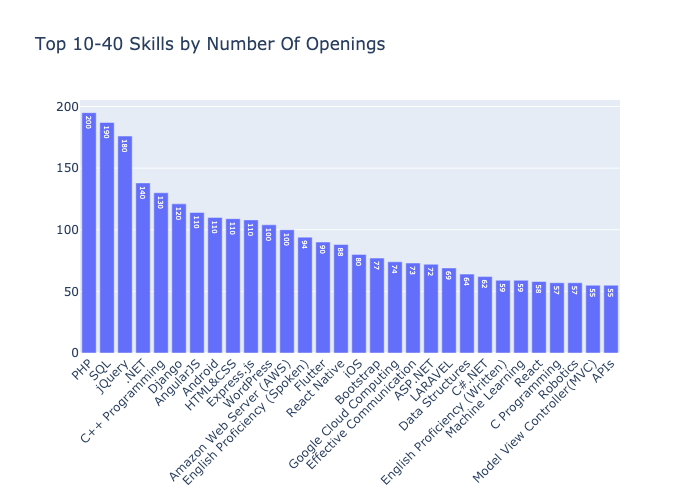 Top 10-40 Skills by Number Of Openings
200
150
100
50
0
200
190
180
140
130
120
110
110
110
110
100
100
94
90
88
80
77
74
73
72
69
64
62
59
59
58
57
57
55
55
PHP
SQL
jQuery
.NET
C++ Programming
Django
AngularJS
Android
HTML&CSS
Express.js
WordPress
Amazon Web Server (AWS)
English Proficiency (Spoken)
Flutter
React Native
iOS
Bootstrap
Google Cloud Computing
Effective Communication
ASP.NET
LARAVEL
Data Structures
C#.NET
English Proficiency (Written)
Machine Learning
React
C Programming
Robotics
Model View Controller(MVC)
APIs